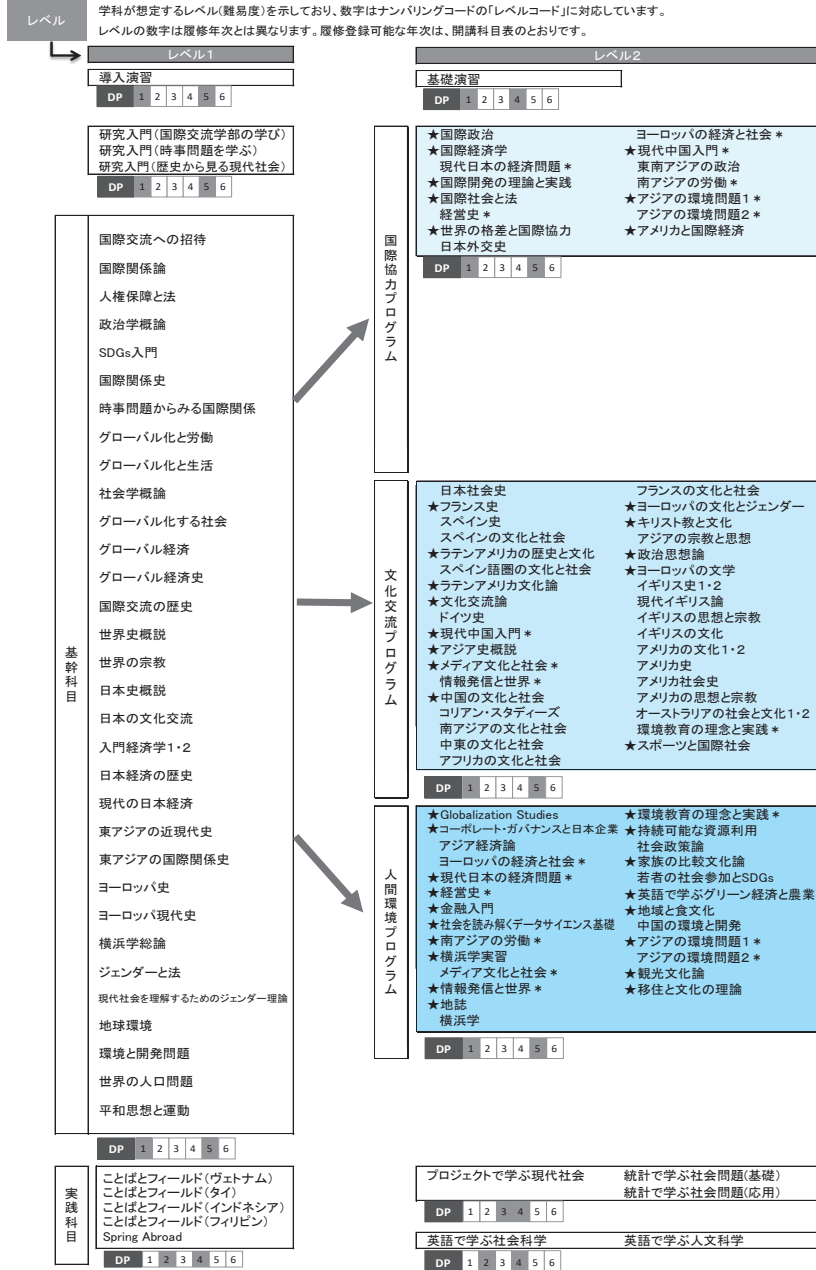 レベル
学科が想定するレベル(難易度)を示しており、数字はナンバリングコードの「レベルコード」に対応しています。
レベルの数字は履修年次とは異なります。履修登録可能な年次は、開講科目表のとおりです。
レベル1
導入演習
DP 1 2 3 4 5 6
研究入門(国際交流学部の学び)
研究入門(時事問題を学ぶ)
研究入門(歴史から見る現代社会)
DP 1 2 3 4 5 6
基幹科目
国際交流への招待
国際関係論
人権保障と法
政治学概論
SDGs入門
国際関係史
時事問題からみる国際関係
グローバル化と労働
グローバル化と生活
社会学概論
グローバル化する社会
グローバル経済
グローバル経済史
国際交流の歴史
世界史概説
世界の宗教
日本史概説
日本の文化交流
入門経済学1・2
日本経済の歴史
現代の日本経済
東アジアの近現代史
東アジアの国際関係史
ヨーロッパ史
ヨーロッパ現代史
横浜学総論
ジェンダーと法
現代社会を理解するためのジェンダー理論
地球環境
環境と開発問題
世界の人口問題
平和思想と運動
DP 1 2 3 4 5 6
実践科目
ことばとフィールド(ヴェトナム)
ことばとフィールド(タイ)
ことばとフィールド(インドネシア)
ことばとフィールド(フィリピン)
Spring Abroad
DP 1 2 3 4 5 6
レベル2
基礎演習
DP 1 2 3 4 5 6
国際協力プログラム
★国際政治
★国際経済学
現代日本の経済問題*
★国際開発の理論と実践
★国際社会と法
経営史*
★世界の格差と国際協力
日本外交史
ヨーロッパの経済と社会*
★現代中国入門*
東南アジアの政治
南アジアの労働*
★アジアの環境問題1*
アジアの環境問題2*
★アメリカと国際経済
DP 1 2 3 4 5 6
文化交流プログラム
日本社会史
★フランス史
スペイン史
スペインの文化と社会
★ラテンアメリカの歴史と文化
スペイン語圏の文化と社会
★ラテンアメリカ文化論
★文化交流論
ドイツ史
★現代中国入門*
★アジア史概説
★メディア文化と社会*
情報発信と世界*
★中国の文化と社会
コリアン・スタディーズ
南アジアの文化と社会
中東の文化と社会
アフリカの文化と社会
フランスの文化と社会
★ヨーロッパの文化とジェンダー
★キリスト教と文化
アジアの宗教と思想
★政治思想論
★ヨーロッパの文学
イギリス史1・2
現代イギリス論
イギリスの思想と宗教
イギリスの文化
アメリカの文化1・2
アメリカ史
アメリカ社会史
アメリカの思想と宗教
オーストラリアの社会と文化1・2
環境教育の理念と実践*
★スポーツと国際社会
DP 1 2 3 4 5 6
人間環境プログラム
★Globalization Studies
★コーポレート・ガバナンスと日本企業
アジア経済論
ヨーロッパの経済と社会*
★現代日本の経済問題*
★経営史*
★金融入門
★社会を読み解くデータサイエンス基礎
★南アジアの労働*
★横浜学実習
メディア文化と社会*
★情報発信と世界*
★地誌
横浜学
★環境教育の理念と実践*
★持続可能な資源利用
社会政策論
★家族の比較文化論
若者の社会参加とSDGs
★英語で学ぶグリーン経済と農業
★地域と食文化
中国の環境と開発
★アジアの環境問題1*
アジアの環境問題2*
★観光文化論
★移住と文化の理論
DP 1 2 3 4 5 6
プロジェクトで学ぶ現代社会
統計で学ぶ社会問題(基礎)
統計で学ぶ社会問題(応用)
DP 1 2 3 4 5 6
英語で学ぶ社会科学
英語で学ぶ人文科学
DP 1 2 3 4 5 6